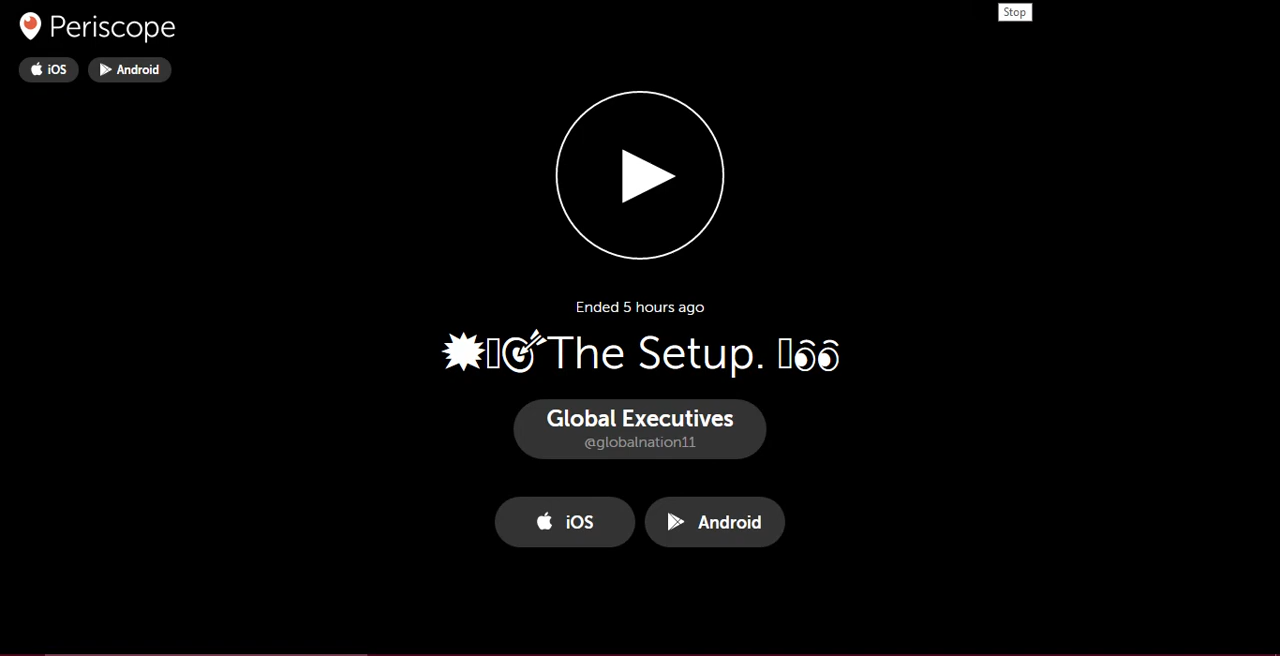 Periscope
Stop
iOS
Android
Ended 5 hours ago
The Setup.
Global Executives
@globalnation11
iOS
Android